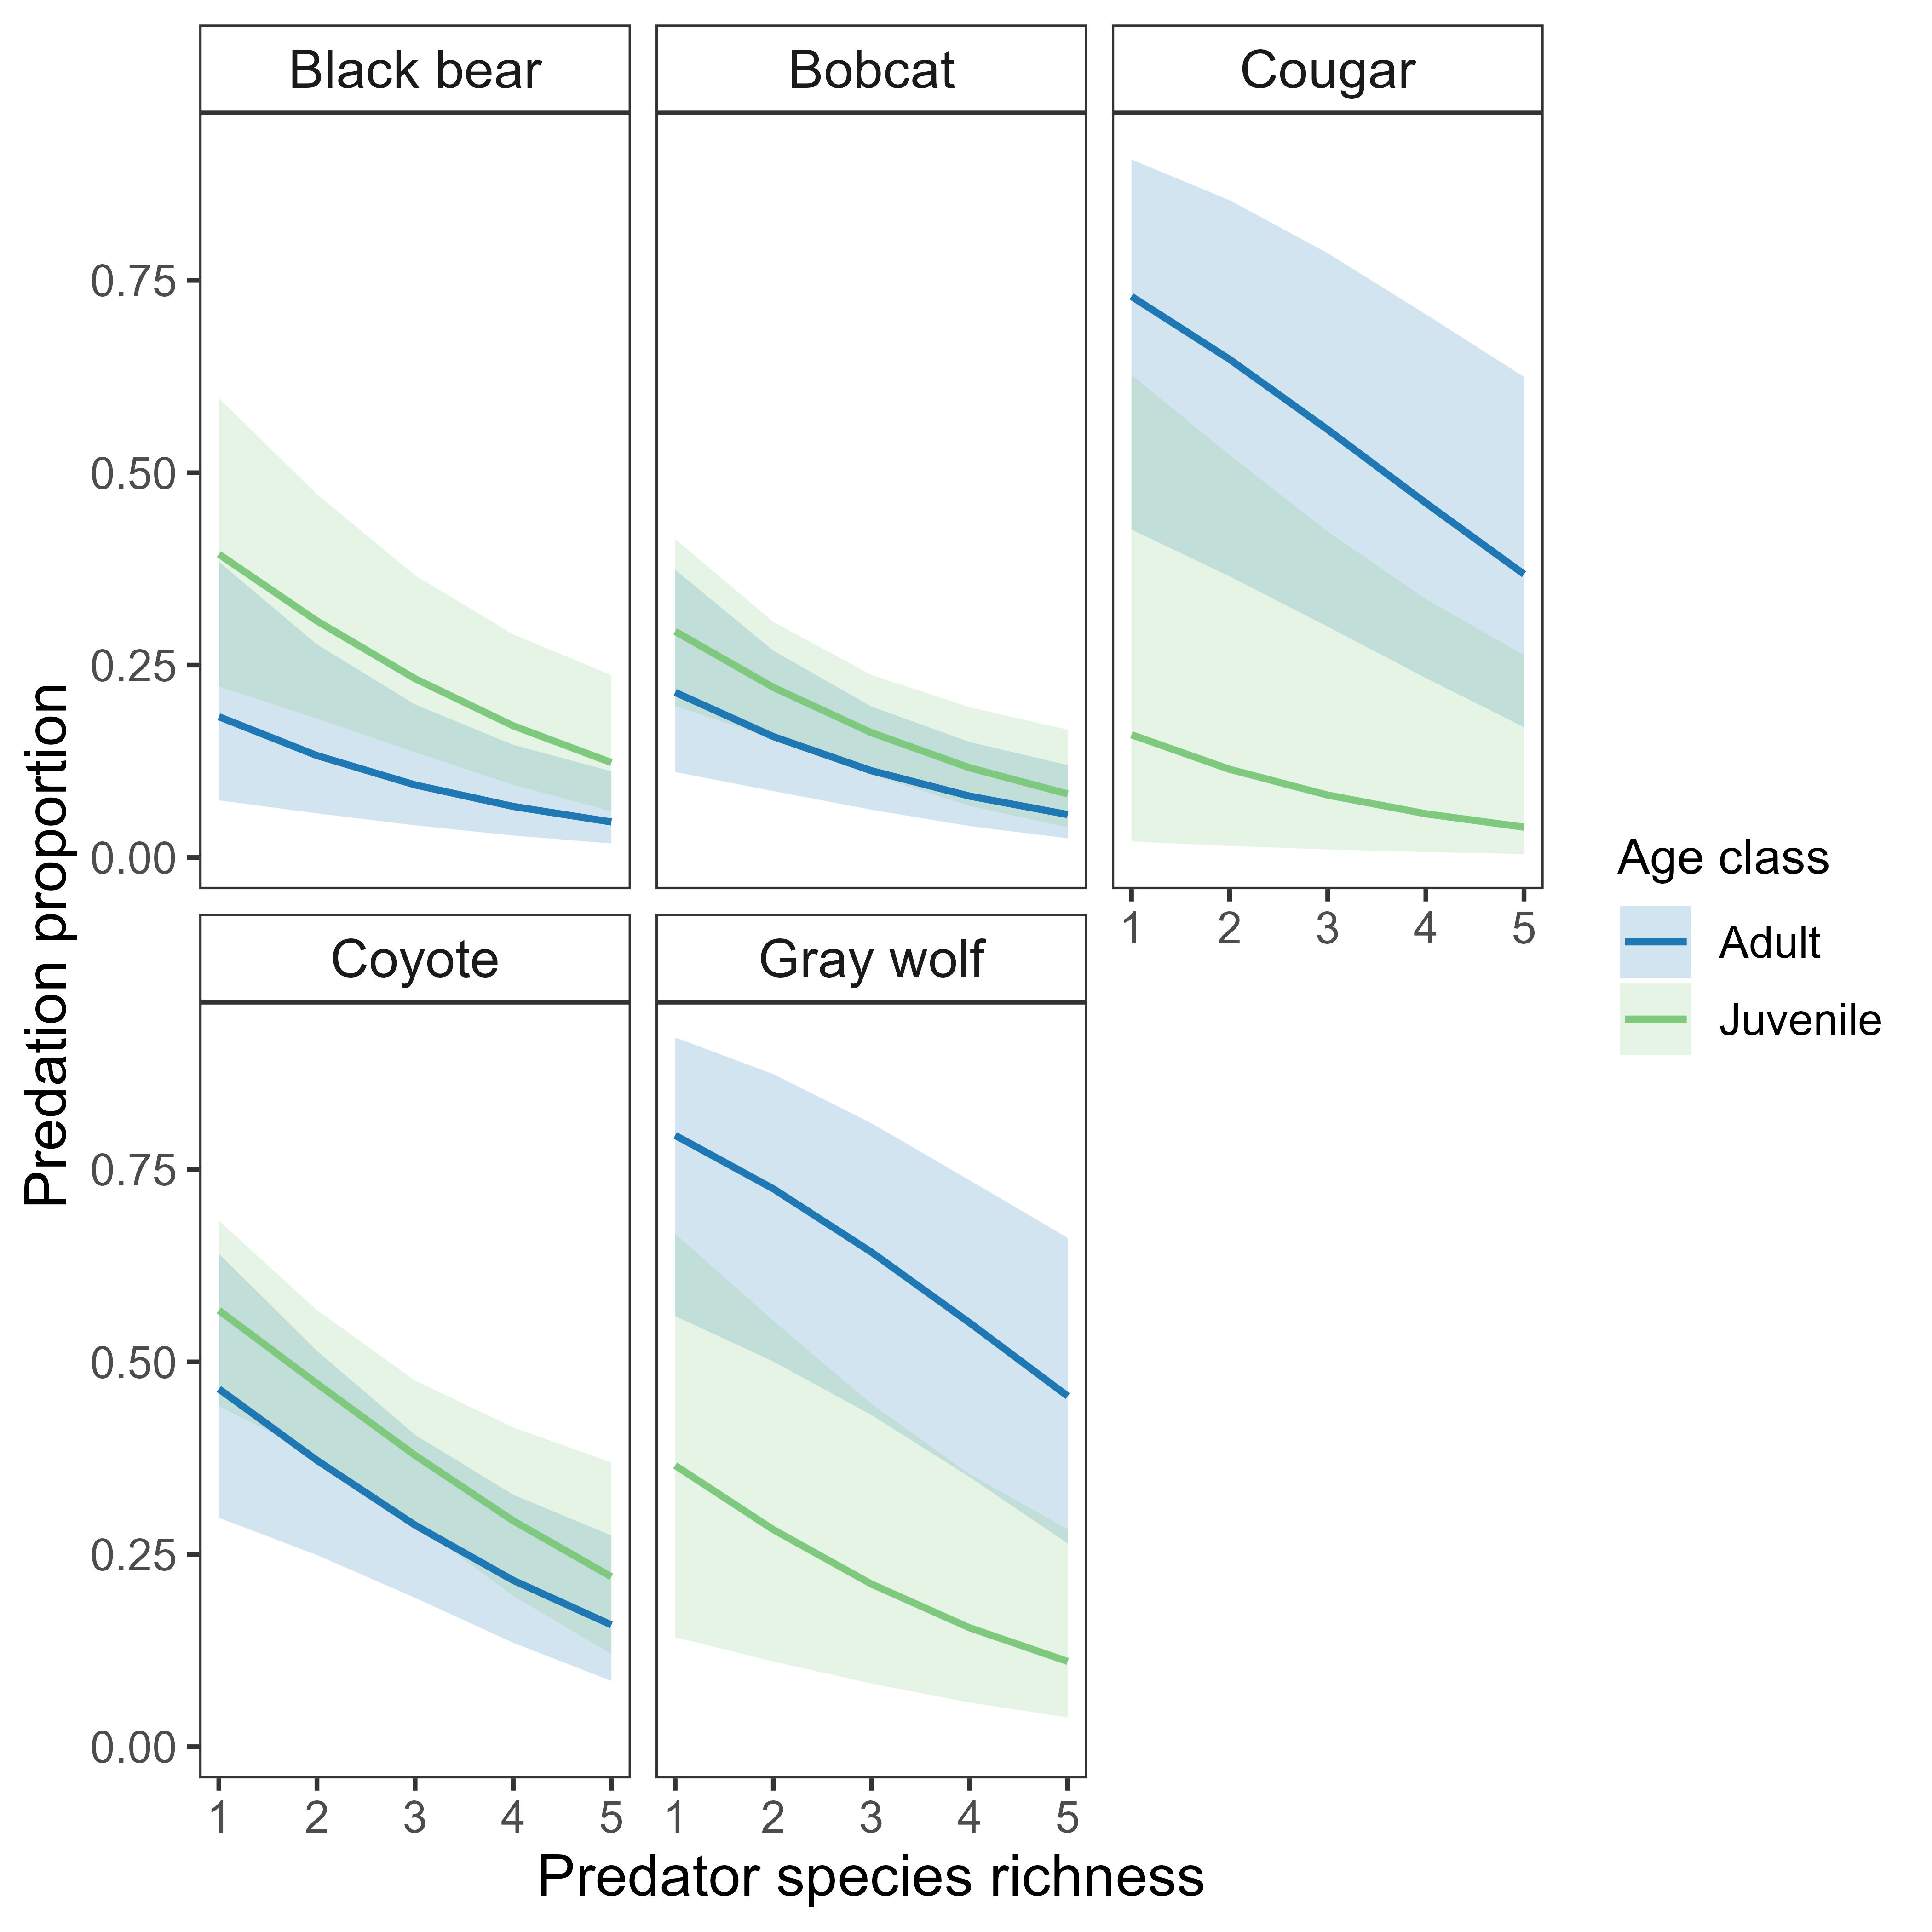 Black bear
Bobcat
Cougar
0.75
0.50
0.25
0.00
1 2 3 4 5
Predation proportion
Age class
Adult
Juvenile
Coyote
Gray wolf
0.75
0.50
0.25
0.00
1 2 3 4 5
1 2 3 4 5
Predator species richness